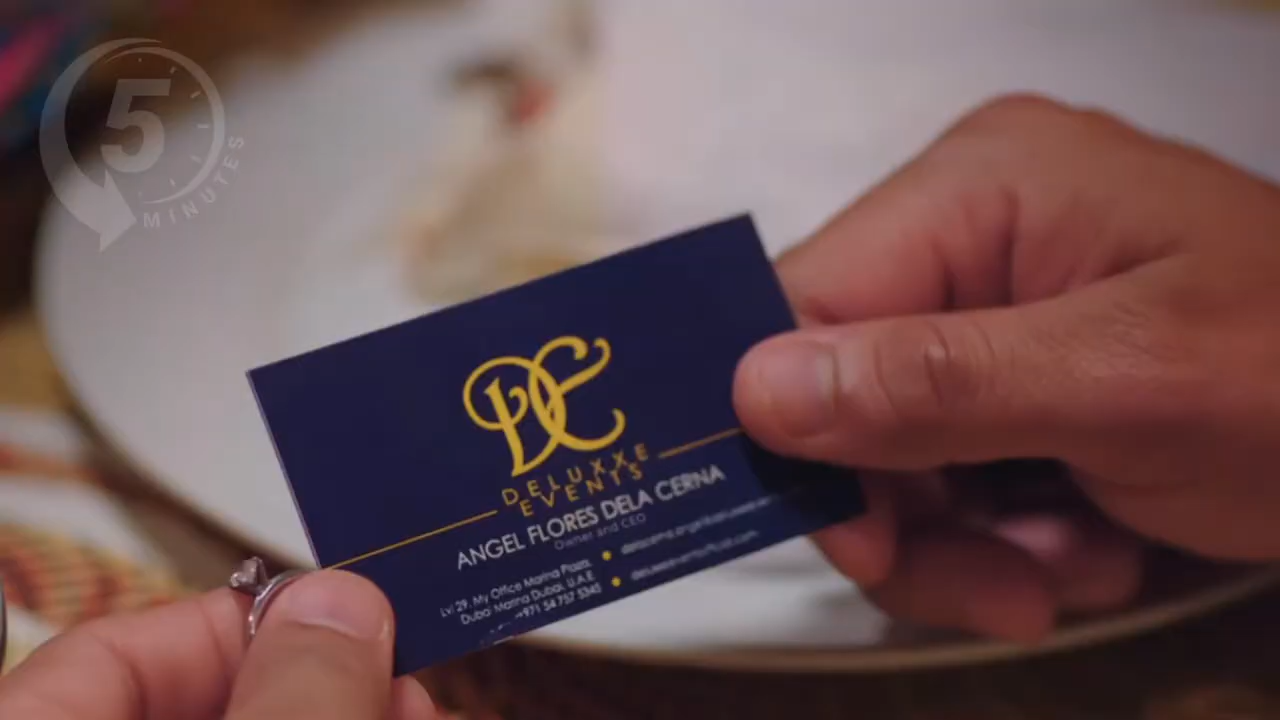 5
MINUTES
DC
DELUXXE
EVENTS
ANGEL FLORES DELA CERNA
Owner and CEO
Lvl 29, My Office Marina Plaza,
Dubai Marina Dubai, U.A.E
+971 54 757 5345